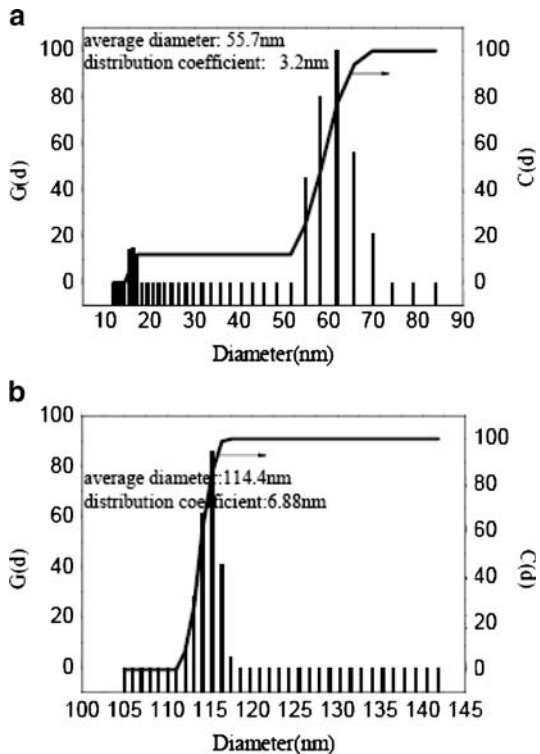 a
average diameter: 55.7nm
distribution coefficient: 3.2nm
100
80
60
40
20
0
G(d)
100
80
60
40
20
0
C(d)
10 20 30 40 50 60 70 80 90
Diameter(nm)
b
average diameter:114.4nm
distribution coefficient:6.88nm
100
80
60
40
20
0
G(d)
100
80
60
40
20
0
C(d)
100 105 110 115 120 125 130 135 140 145
Diameter(nm)